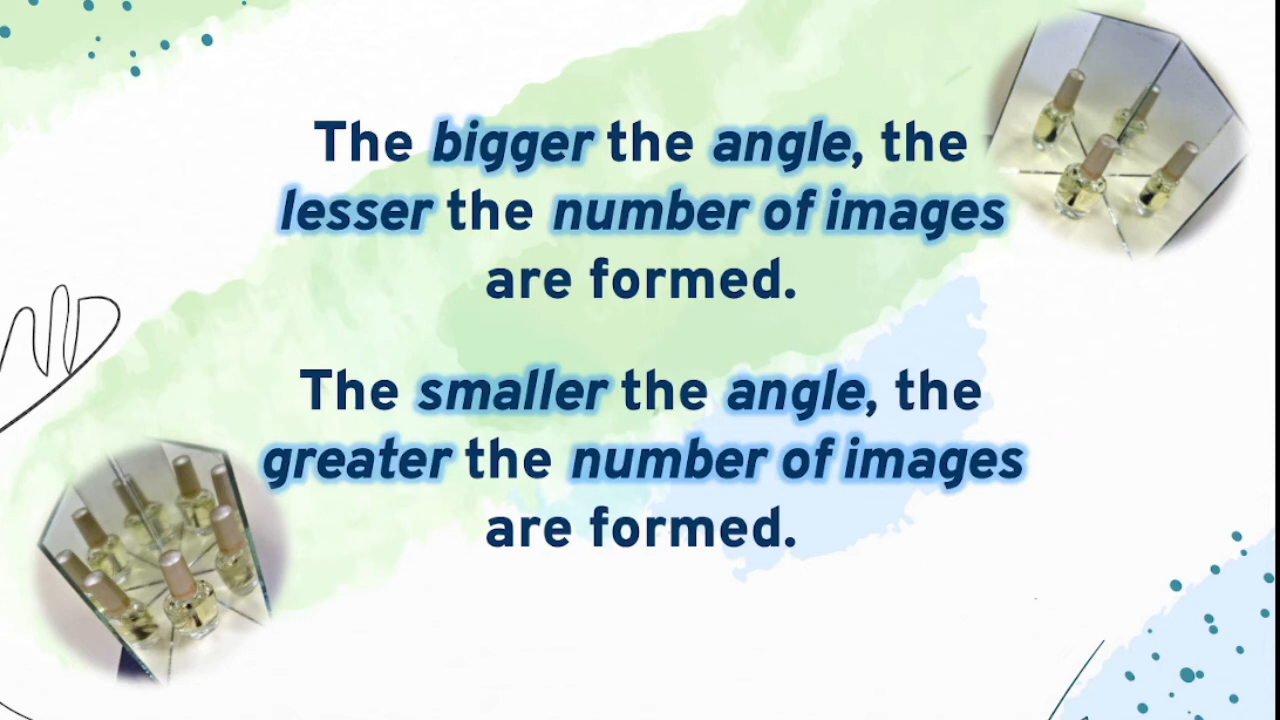 The bigger the angle, the
lesser the number of images
are formed.
The smaller the angle, the
greater the number of images
are formed.